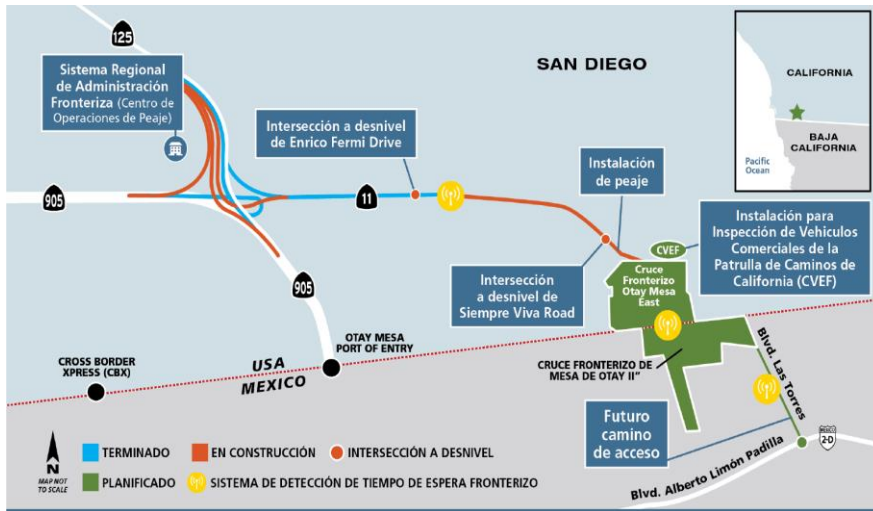 125
Sistema Regional
de Administración
Fronteriza (Centro de
Operaciones de Peaje)
SAN DIEGO
CALIFORNIA
BAJA
CALIFORNIA
Pacific
Ocean
Intersección a desnivel
de Enrico Fermi Drive
Instalación
de peaje
905
11
Instalación para
Inspección de Vehiculos
Comerciales de la
Patrulla de Caminos de
California (CVEF)
CVEF
Cruce
Fronterizo
Otay Mesa
East
Intersección
a desnivel de
Siempre Viva Road
905
OTAY MESA
PORT OF ENTRY
CROSS BORDER
XPRESS (CBX)
USA
MEXICO
CRUCE FRONTERIZO DE
MESA DE OTAY II"
Blvd. Las Torres
Futuro
camino
de acceso
MEXICO
2-D
Blvd. Alberto Limón Padilla
N
MAP NOT
TO SCALE
TERMINADO
EN CONSTRUCCIÓN
INTERSECCIÓN A DESNIVEL
PLANIFICADO
SISTEMA DE DETECCIÓN DE TIEMPO DE ESPERA FRONTERIZO